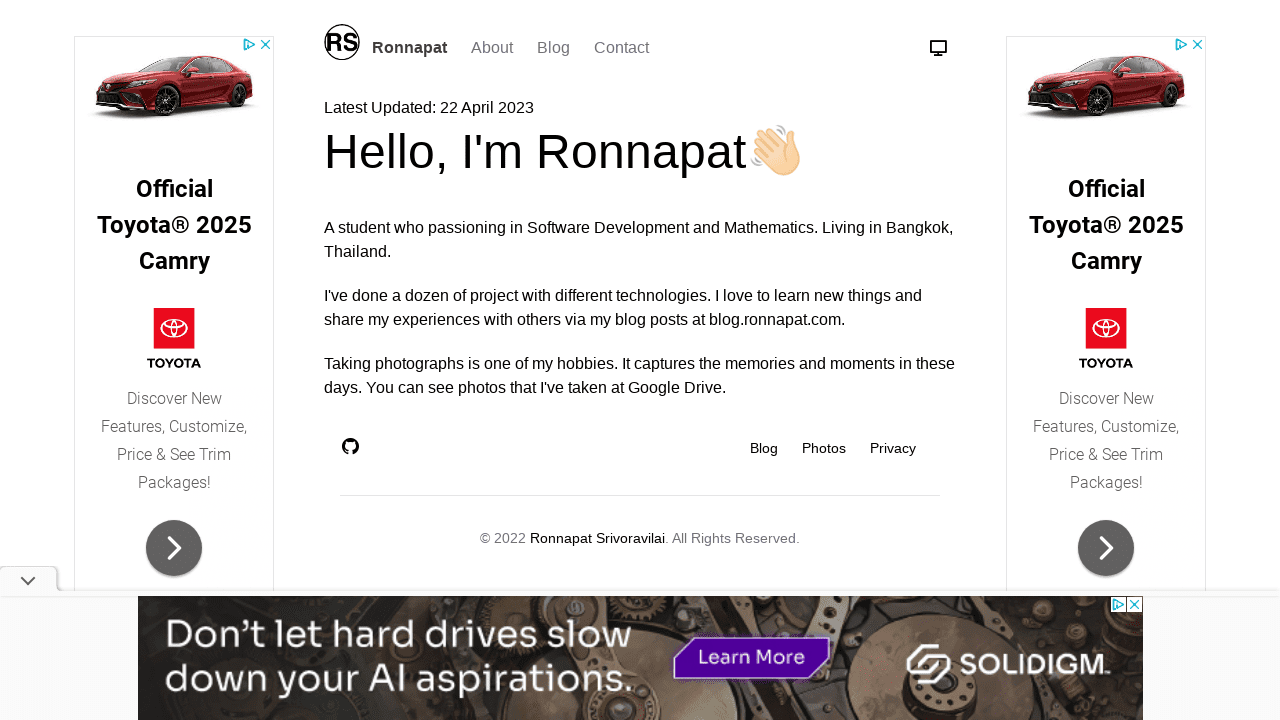 RS
Ronnapat About Blog Contact
Latest Updated: 22 April 2023
Hello, I'm Ronnapat👋🏻
A student who passioning in Software Development and Mathematics. Living in Bangkok,
Thailand.
I've done a dozen of project with different technologies. I love to learn new things and
share my experiences with others via my blog posts at blog.ronnapat.com.
Taking photographs is one of my hobbies. It captures the memories and moments in these
days. You can see photos that I've taken at Google Drive.
Blog Photos Privacy
© 2022 Ronnapat Srivoravilai. All Rights Reserved.
Official
Toyota® 2025
Camry
TOYOTA
Discover New
Features, Customize,
Price & See Trim
Packages!
Official
Toyota® 2025
Camry
TOYOTA
Discover New
Features, Customize,
Price & See Trim
Packages!
Don't let hard drives slow
down your AI aspirations.
Learn More
SOLIDIGM